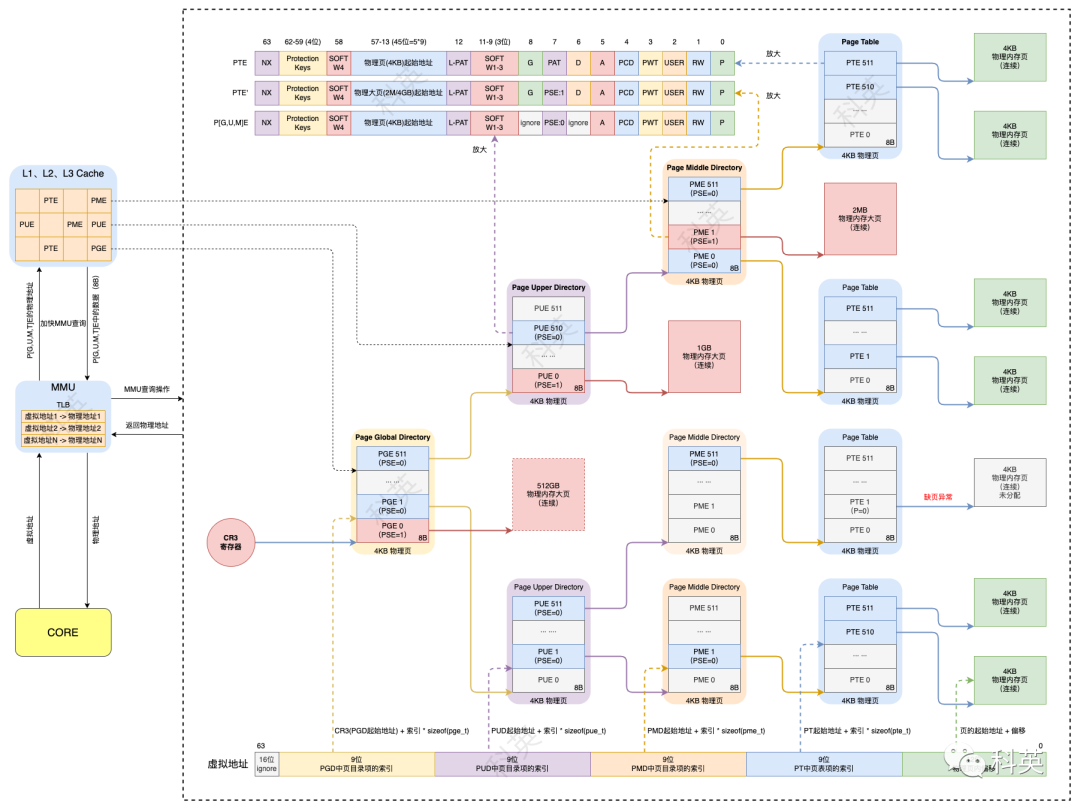 63
62-59 (4位)
58
57-13 (45位=5*9)
12
11-9 (3位)
8
7
6
5
4
3
2
1
0
PTE
NX
Protection
Keys
SOFT
W4
物理页(4KB)起始地址
L-PAT
SOFT
W1-3
G
PAT
D
A
PCD
PWT
USER
RW
P
PTE'
NX
Protection
Keys
SOFT
W4
物理大页(2M/4GB)起始地址
L-PAT
SOFT
W1-3
G
PSE:1
D
A
PCD
PWT
USER
RW
P
P[G,U,M]E
NX
Protection
Keys
SOFT
W4
物理页(4KB)起始地址
L-PAT
SOFT
W1-3
ignore
PSE:0
ignore
A
PCD
PWT
USER
RW
P
放大
放大
放大
Page Table
PTE 511
PTE 510
... ...
PTE 0
8B
4KB 物理页
4KB
物理内存页
(连续)
4KB
物理内存页
(连续)
L1、L2、L3 Cache
PTE
PME
PUE
PME
PUE
PTE
PGE
P[G,U,M,T]E的物理地址
加快MMU查询
P[G,U,M,T]E中的数据（8B）
MMU
TLB
虚拟地址1 -> 物理地址1
虚拟地址2 -> 物理地址2
虚拟地址N -> 物理地址N
MMU查询操作
返回物理地址
虚拟地址
物理地址
CORE
Page Middle Directory
PME 511
(PSE=0)
... ...
PME 1
(PSE=1)
PME 0
(PSE=0)
8B
4KB 物理页
2MB
物理内存大页
(连续)
Page Upper Directory
PUE 511
PUE 510
(PSE=0)
... ...
PUE 0
(PSE=1)
8B
4KB 物理页
1GB
物理内存大页
(连续)
Page Table
PTE 511
... ...
PTE 1
PTE 0
8B
4KB 物理页
4KB
物理内存页
(连续)
4KB
物理内存页
(连续)
CR3
寄存器
Page Global Directory
PGE 511
(PSE=0)
... ...
PGE 1
(PSE=0)
PGE 0
(PSE=1)
8B
4KB 物理页
512GB
物理内存大页
(连续)
Page Middle Directory
PME 511
(PSE=0)
... ...
PME 1
PME 0
8B
4KB 物理页
Page Table
PTE 511
... ...
PTE 1
(P=0)
PTE 0
8B
4KB 物理页
缺页异常
4KB
物理内存页
(连续)
未分配
Page Upper Directory
PUE 511
(PSE=0)
... ....
PUE 1
(PSE=0)
PUE 0
8B
4KB 物理页
Page Middle Directory
PME 511
... ...
PME 1
(PSE=0)
PME 0
8B
4KB 物理页
Page Table
PTE 511
PTE 510
... ...
PTE 0
8B
4KB 物理页
4KB
物理内存页
(连续)
4KB
物理内存页
(连续)
CR3(PGD起始地址) + 索引 * sizeof(pge_t)
PUD起始地址 + 索引 * sizeof(pue_t)
PMD起始地址 + 索引 * sizeof(pme_t)
PT起始地址 + 索引 * sizeof(pte_t)
页的起始地址 + 偏移
63
0
虚拟地址
16位
ignore
9位
PGD中页目录项的索引
9位
PUD中页目录项的索引
9位
PMD中页目录项的索引
9位
PT中页表项的索引
科英